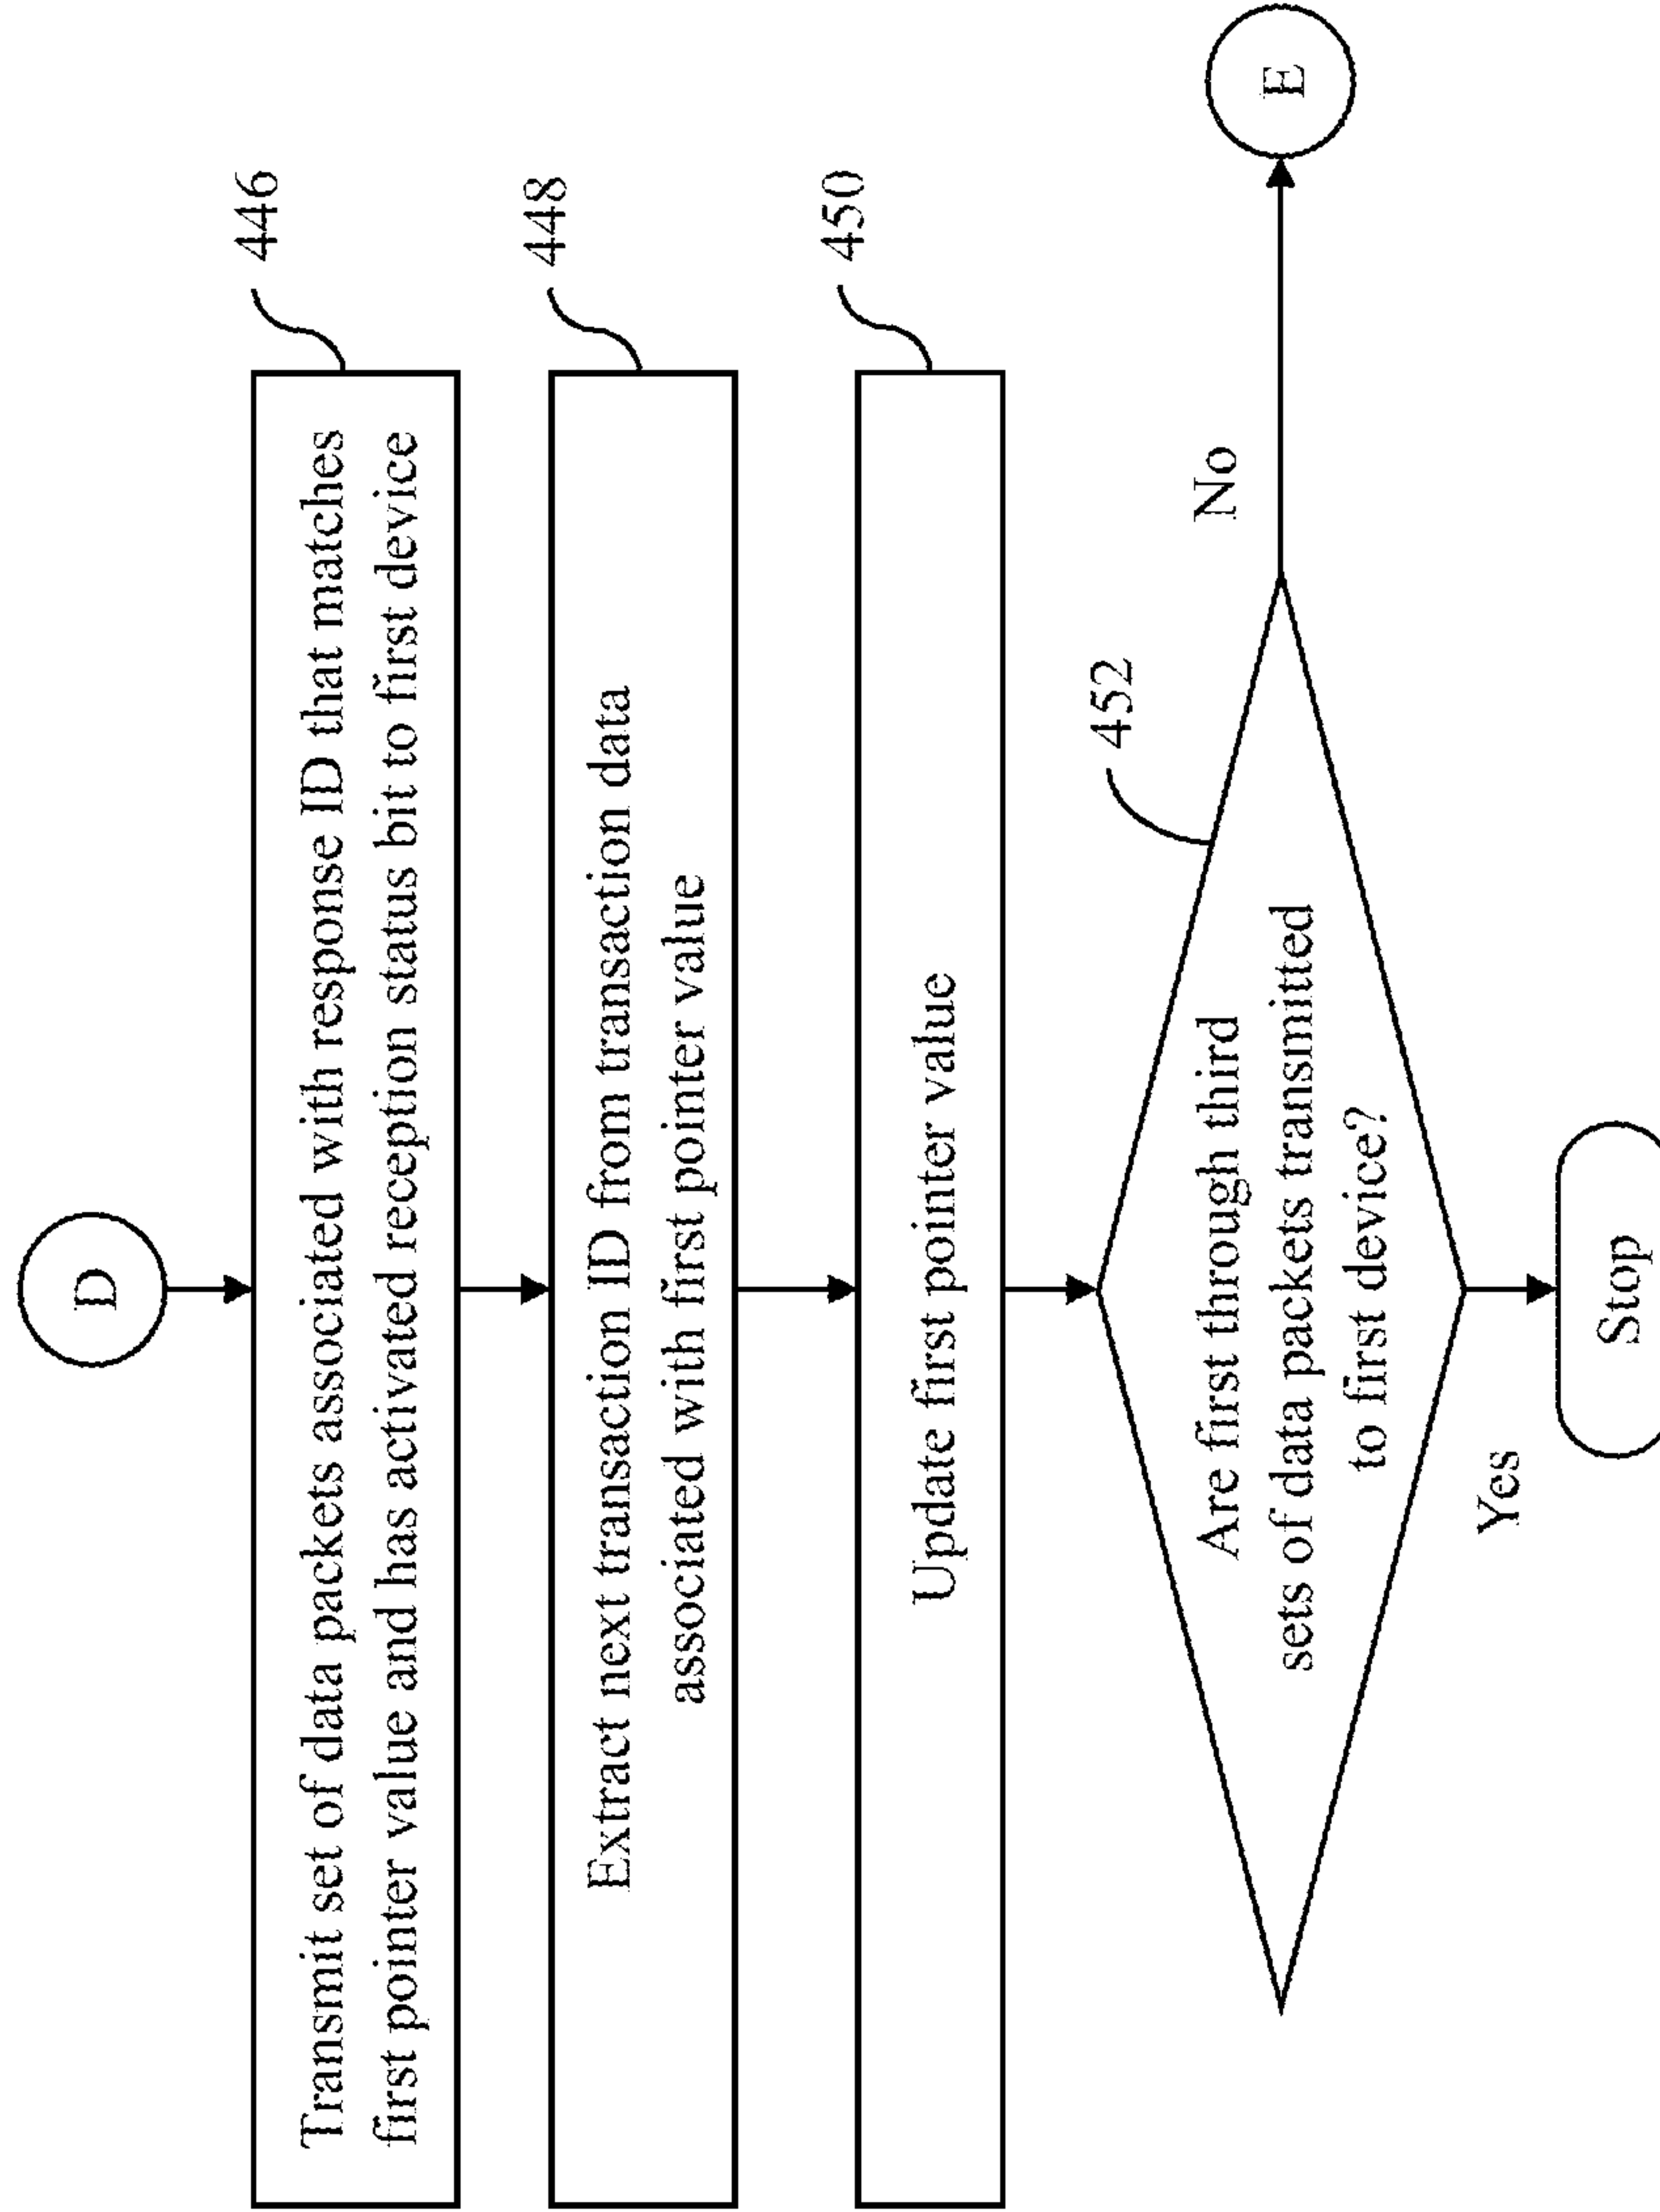 D
446
Transmit set of data packets associated with response ID that matches
first pointer value and has activated reception status bit to first device
448
Extract next transaction ID from transaction data
associated with first pointer value
450
Update first pointer value
452
Are first through third
sets of data packets transmitted
to first device?
No
E
Yes
Stop